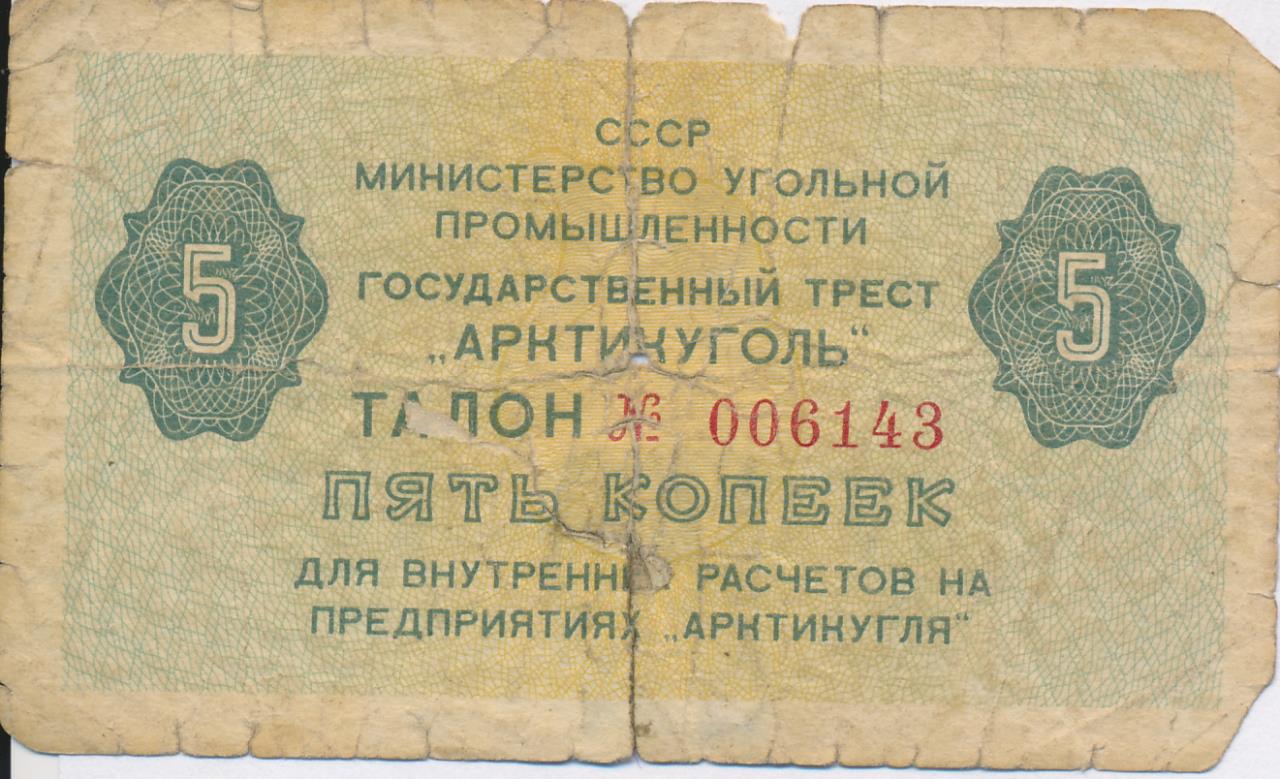 СССР
МИНИСТЕРСТВО УГОЛЬНОЙ
ПРОМЫШЛЕННОСТИ
ГОСУДАРСТВЕННЫЙ ТРЕСТ
„АРКТИКУГОЛЬ“
5 5
ТАЛОН № 006143
ПЯТЬ КОПЕЕК
ДЛЯ ВНУТРЕННИХ РАСЧЕТОВ НА
ПРЕДПРИЯТИЯХ „АРКТИКУГЛЯ“